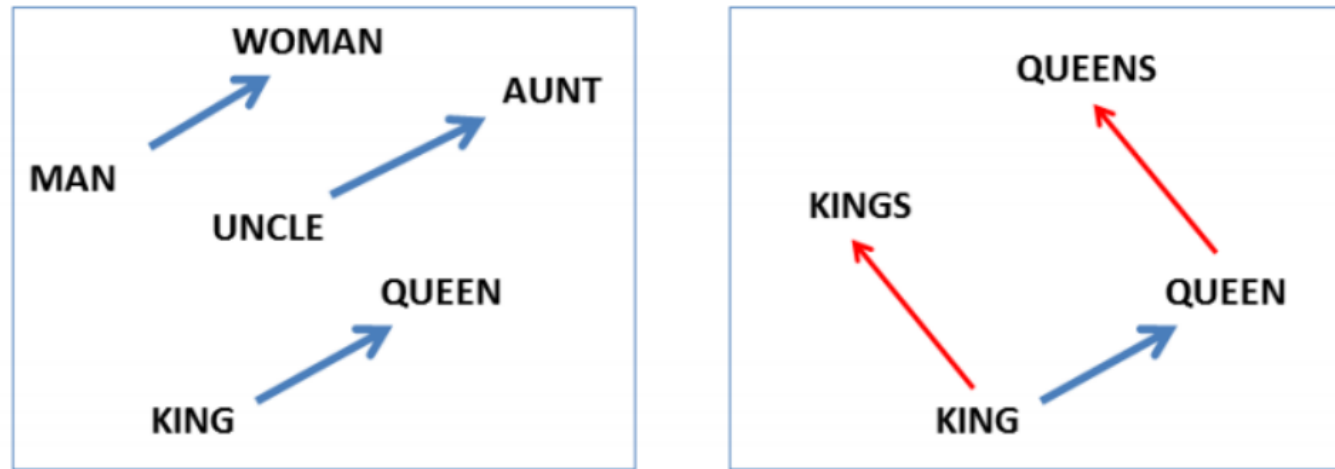 WOMAN
AUNT
MAN
UNCLE
QUEEN
KING
QUEENS
KINGS
QUEEN
KING